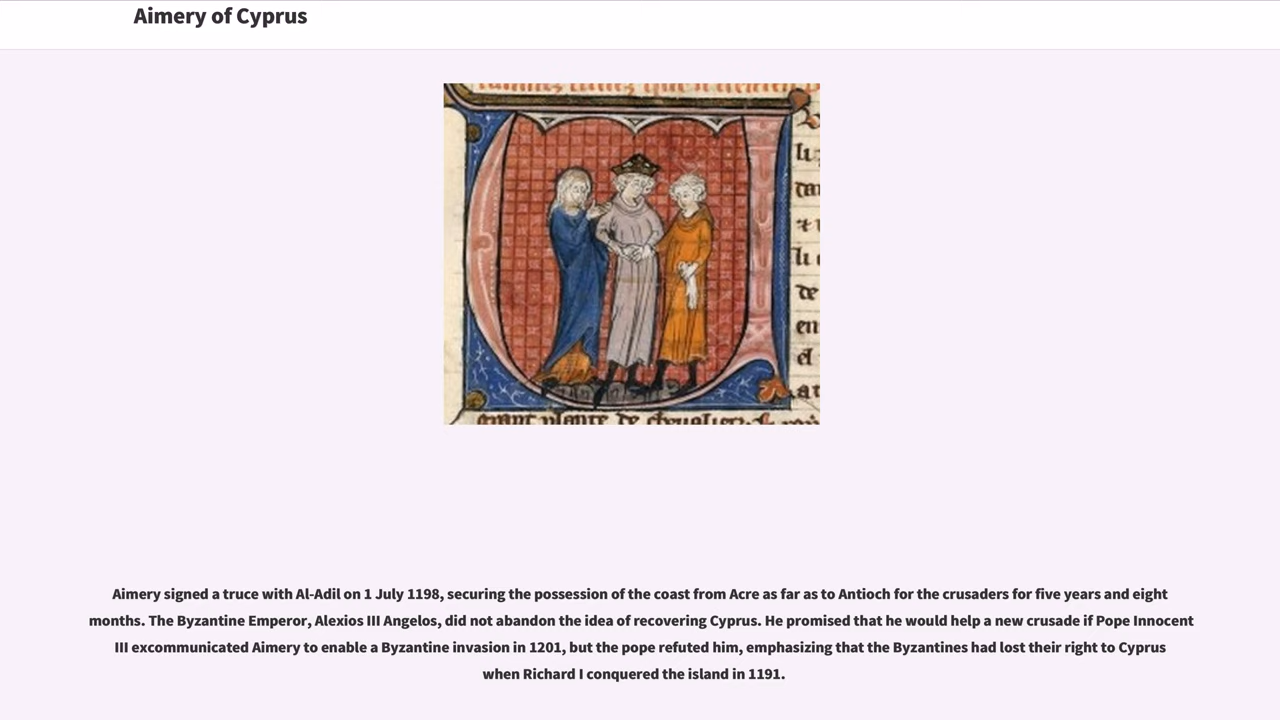 Aimery of Cyprus
de
en
el
de
Aimery signed a truce with Al-Adil on 1 July 1198, securing the possession of the coast from Acre as far as to Antioch for the crusaders for five years and eight
months. The Byzantine Emperor, Alexios III Angelos, did not abandon the idea of recovering Cyprus. He promised that he would help a new crusade if Pope Innocent
III excommunicated Aimery to enable a Byzantine invasion in 1201, but the pope refuted him, emphasizing that the Byzantines had lost their right to Cyprus
when Richard I conquered the island in 1191.